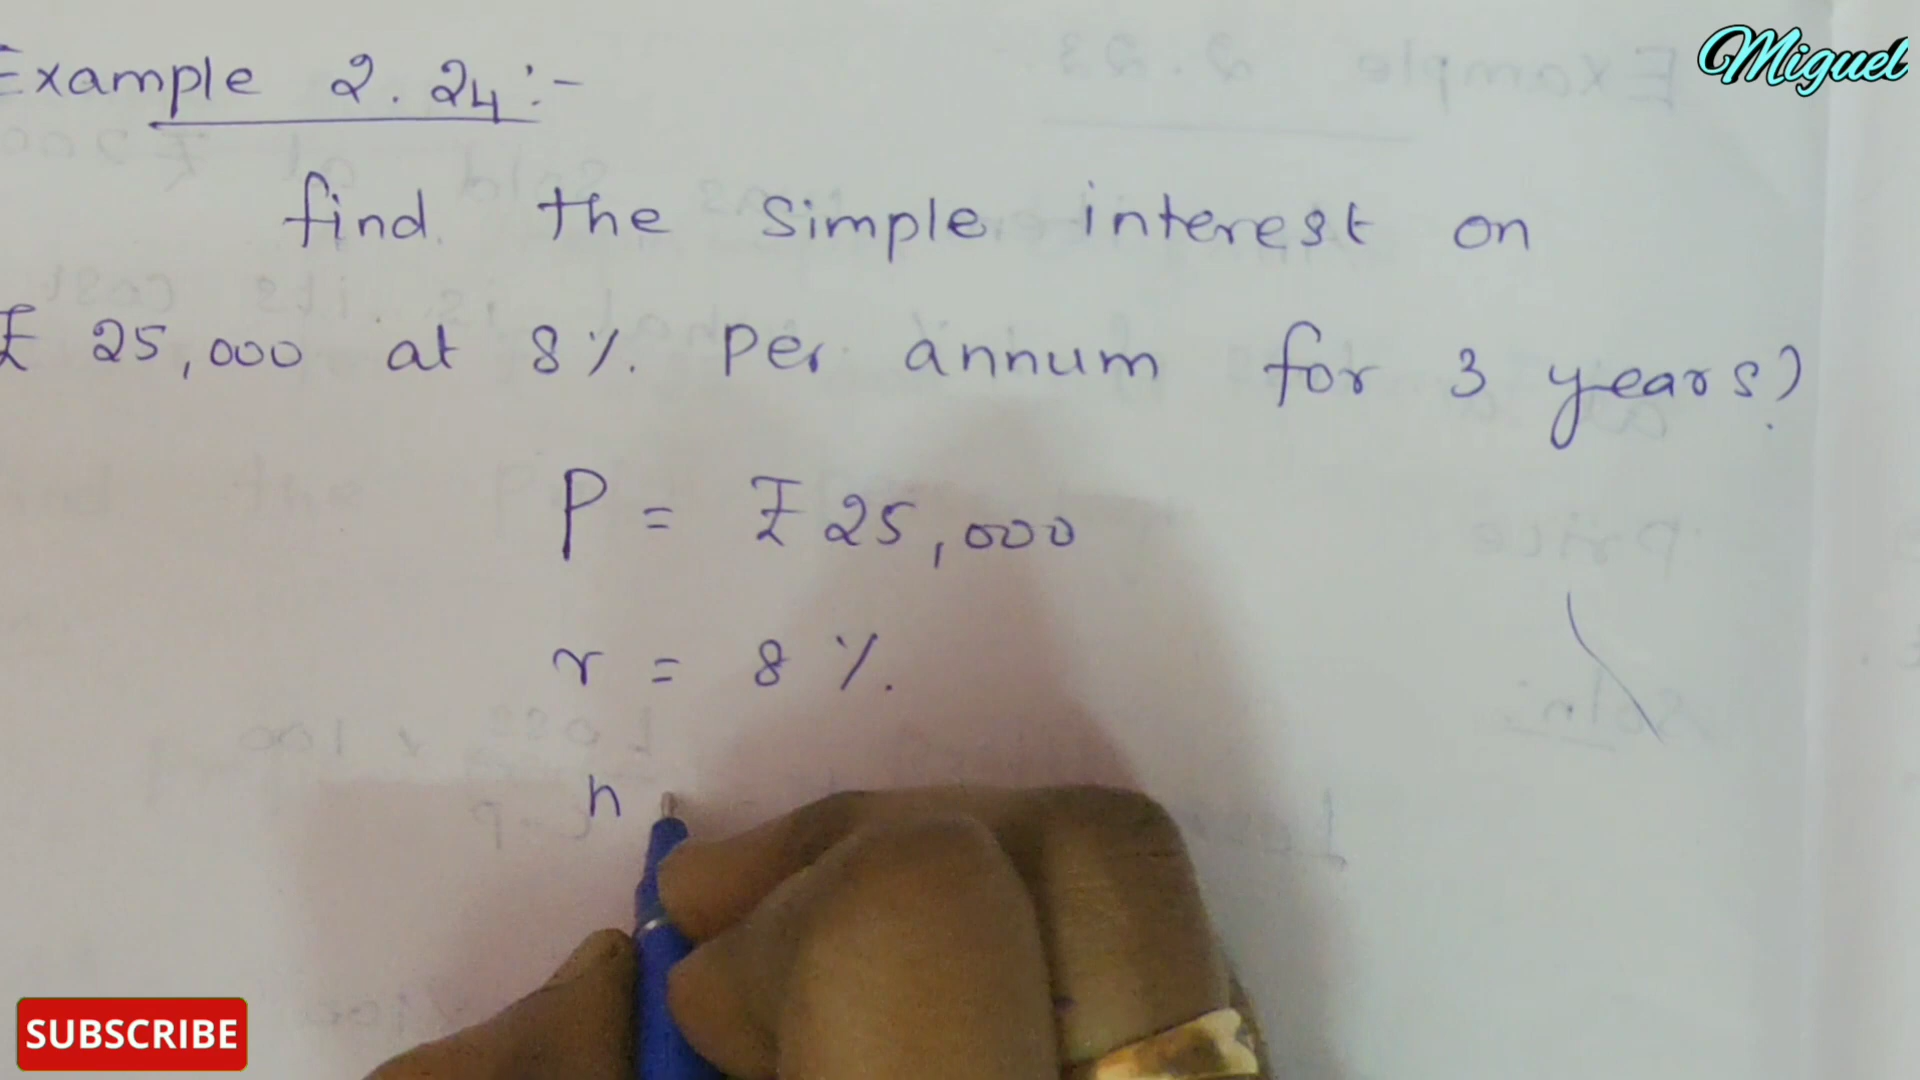 Miguel
Example 2.24:-
find the simple interest on
₹ 25,000 at 8%. Per annum for 3 years?
P = ₹ 25,000
r = 8 %.
n
SUBSCRIBE